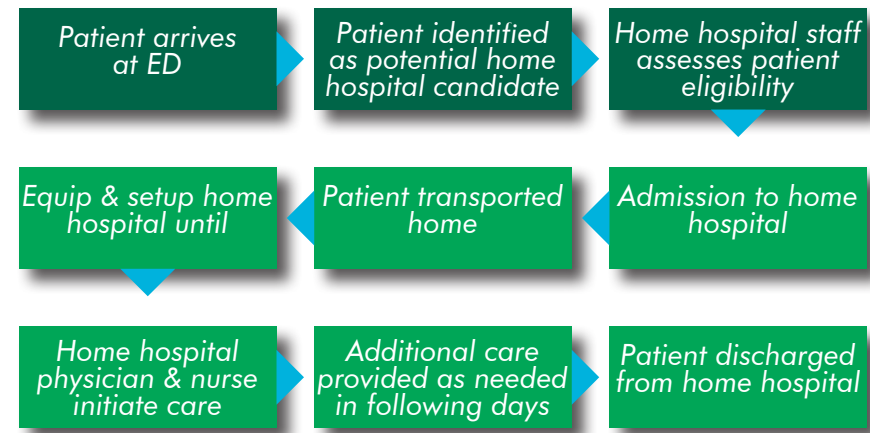 Patient arrives
at ED
Patient identified
as potential home
hospital candidate
Home hospital staff
assesses patient
eligibility
Equip & setup home
hospital until
Patient transported
home
Admission to home
hospital
Home hospital
physician & nurse
initiate care
Additional care
provided as needed
in following days
Patient discharged
from home hospital